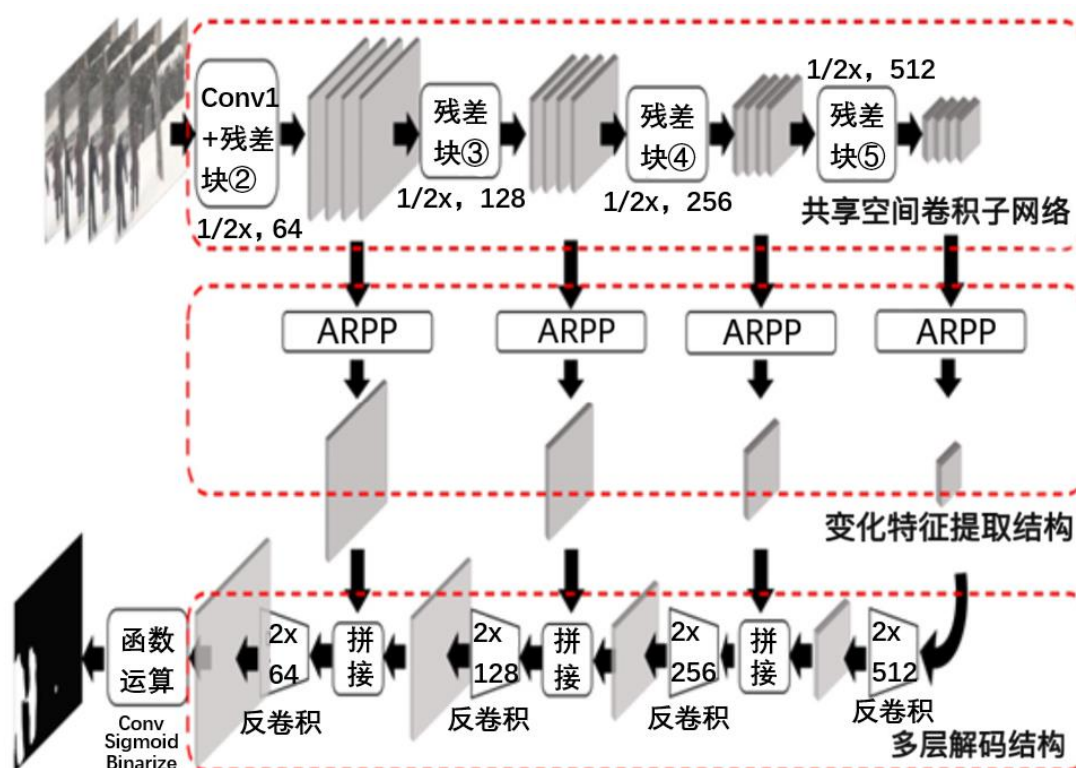 Conv1
+残差
块②
1/2x, 64
残差
块③
1/2x, 128
残差
块④
1/2x, 256
1/2x, 512
残差
块⑤
共享空间卷积子网络
ARPP
ARPP
ARPP
ARPP
变化特征提取结构
函数
运算
Conv
Sigmoid
Binarize
2x
64
反卷积
拼
接
2x
128
反卷积
拼
接
2x
256
反卷积
拼
接
2x
512
反卷积
多层解码结构